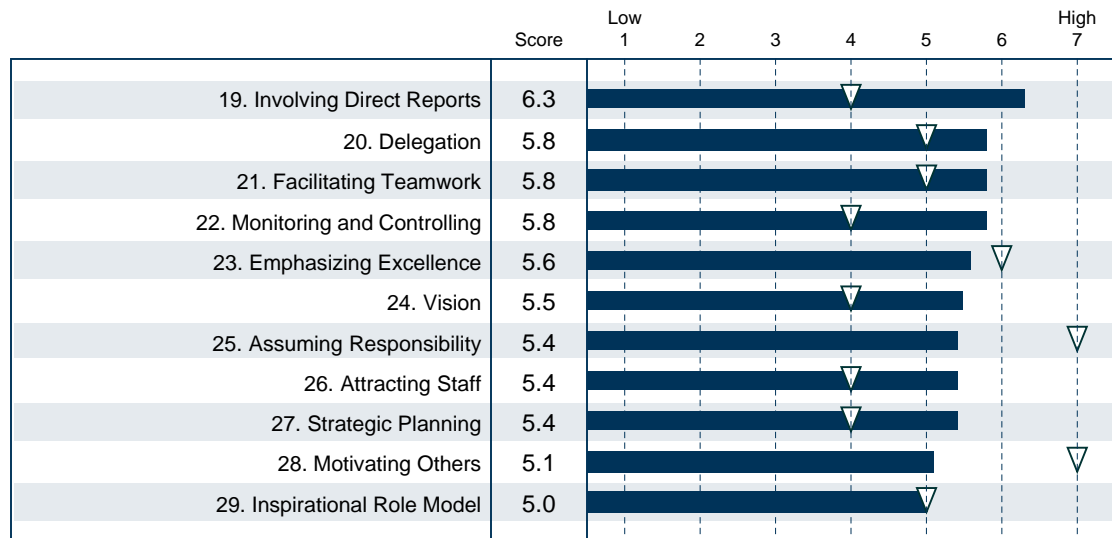 Low High
Score 1 2 3 4 5 6 7
19. Involving Direct Reports 6.3
20. Delegation 5.8
21. Facilitating Teamwork 5.8
22. Monitoring and Controlling 5.8
23. Emphasizing Excellence 5.6
24. Vision 5.5
25. Assuming Responsibility 5.4
26. Attracting Staff 5.4
27. Strategic Planning 5.4
28. Motivating Others 5.1
29. Inspirational Role Model 5.0